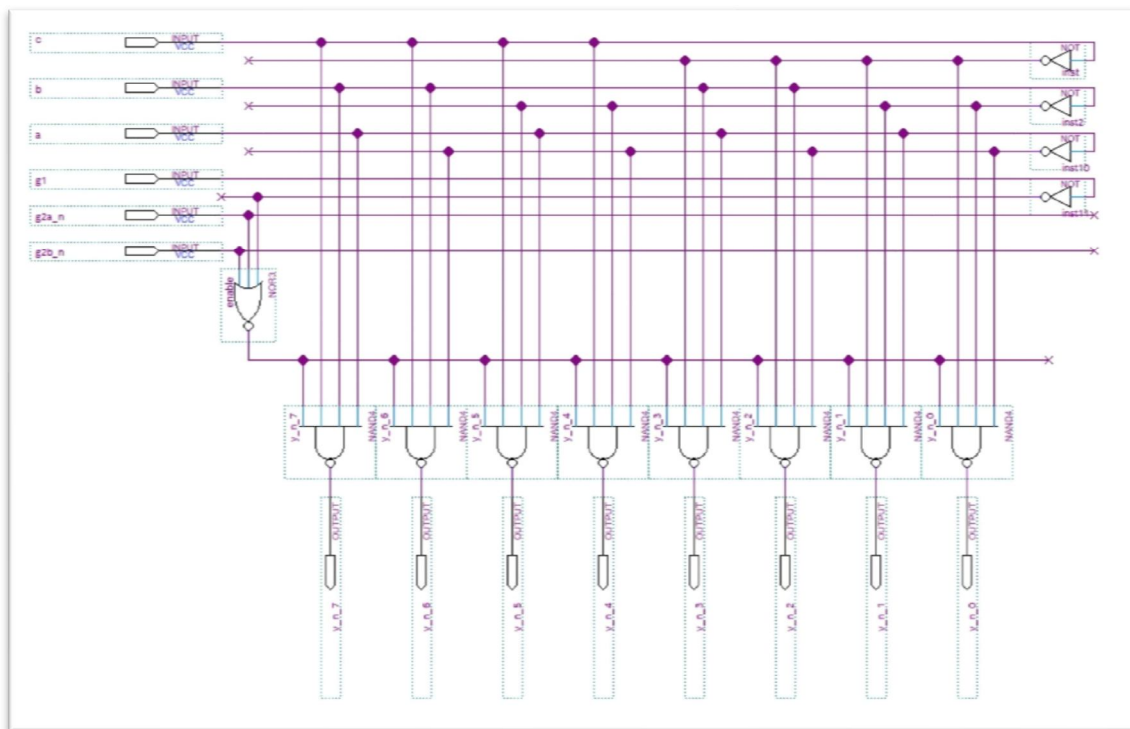 c INPUT VCC NOT
inst
b INPUT VCC NOT
inst2
a INPUT VCC NOT
inst10
g1 INPUT VCC NOT
inst11
g2a_n INPUT VCC
g2b_n INPUT VCC
enable NOR3
y_n_7 NAND4 y_n_6 NAND4 y_n_5 NAND4 y_n_4 NAND4 y_n_3 NAND4 y_n_2 NAND4 y_n_1 NAND4 y_n_0 NAND4
OUTPUT OUTPUT OUTPUT OUTPUT OUTPUT OUTPUT OUTPUT OUTPUT
y_n_7 y_n_6 y_n_5 y_n_4 y_n_3 y_n_2 y_n_1 y_n_0